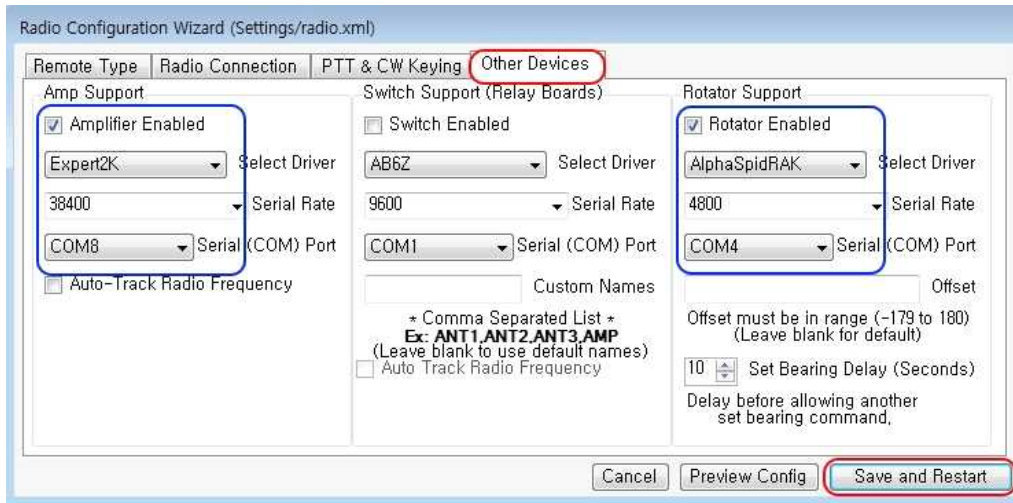 Radio Configuration Wizard (Settings/radio.xml)
Remote Type
Radio Connection
PTT & CW Keying
Other Devices
Amp Support
Amplifier Enabled
Expert2K
Select Driver
38400
Serial Rate
COM8
Serial (COM) Port
Auto-Track Radio Frequency
Switch Support (Relay Boards)
Switch Enabled
AB6Z
Select Driver
9600
Serial Rate
COM1
Serial (COM) Port
Custom Names
* Comma Separated List *
Ex: ANT1,ANT2,ANT3,AMP
(Leave blank to use default names)
Auto Track Radio Frequency
Rotator Support
Rotator Enabled
AlphaSpidRAK
Select Driver
4800
Serial Rate
COM4
Serial (COM) Port
Offset
Offset must be in range (-179 to 180)
(Leave blank for default)
10
Set Bearing Delay (Seconds)
Delay before allowing another
set bearing command,
Cancel
Preview Config
Save and Restart